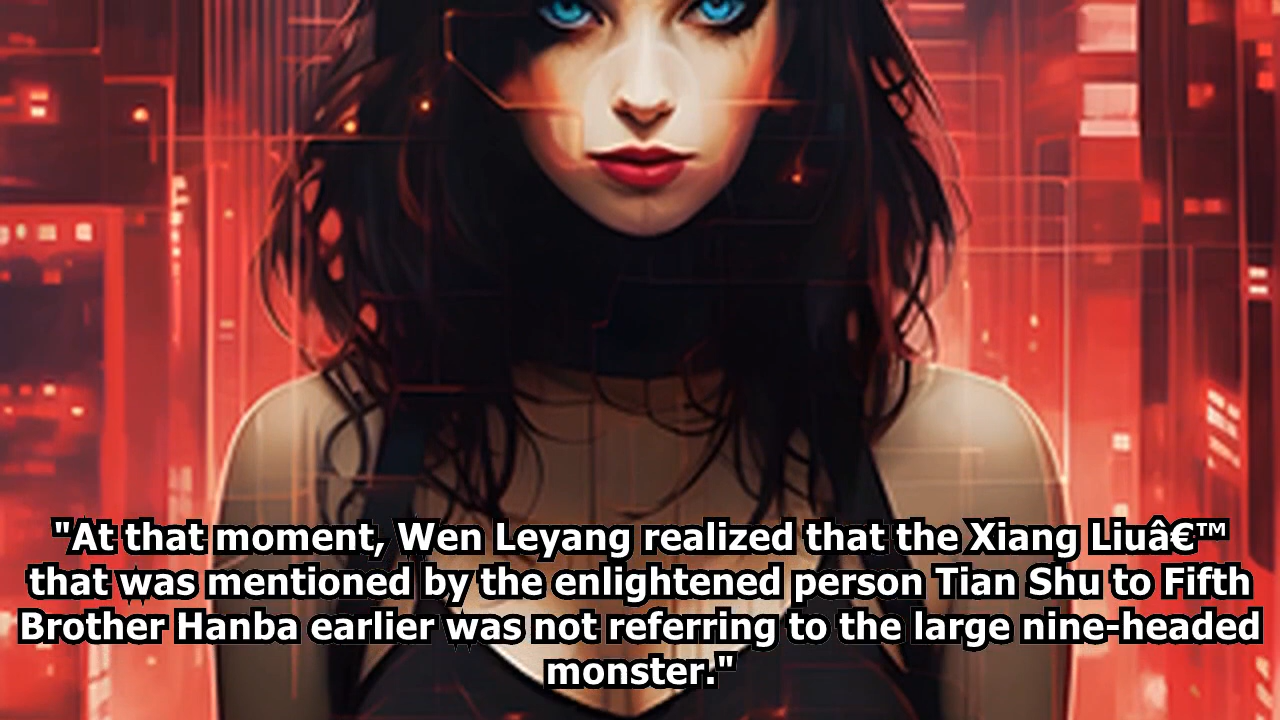 "At that moment, Wen Leyang realized that the Xiang Liuâ€™
that was mentioned by the enlightened person Tian Shu to Fifth
Brother Hanba earlier was not referring to the large nine-headed
monster."